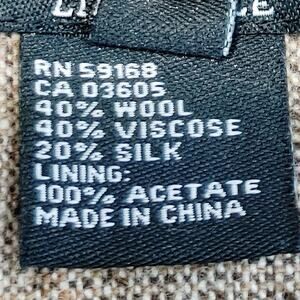 RN 59168
CA 03605
40% WOOL
40% VISCOSE
20% SILK
LINING:
100% ACETATE
MADE IN CHINA